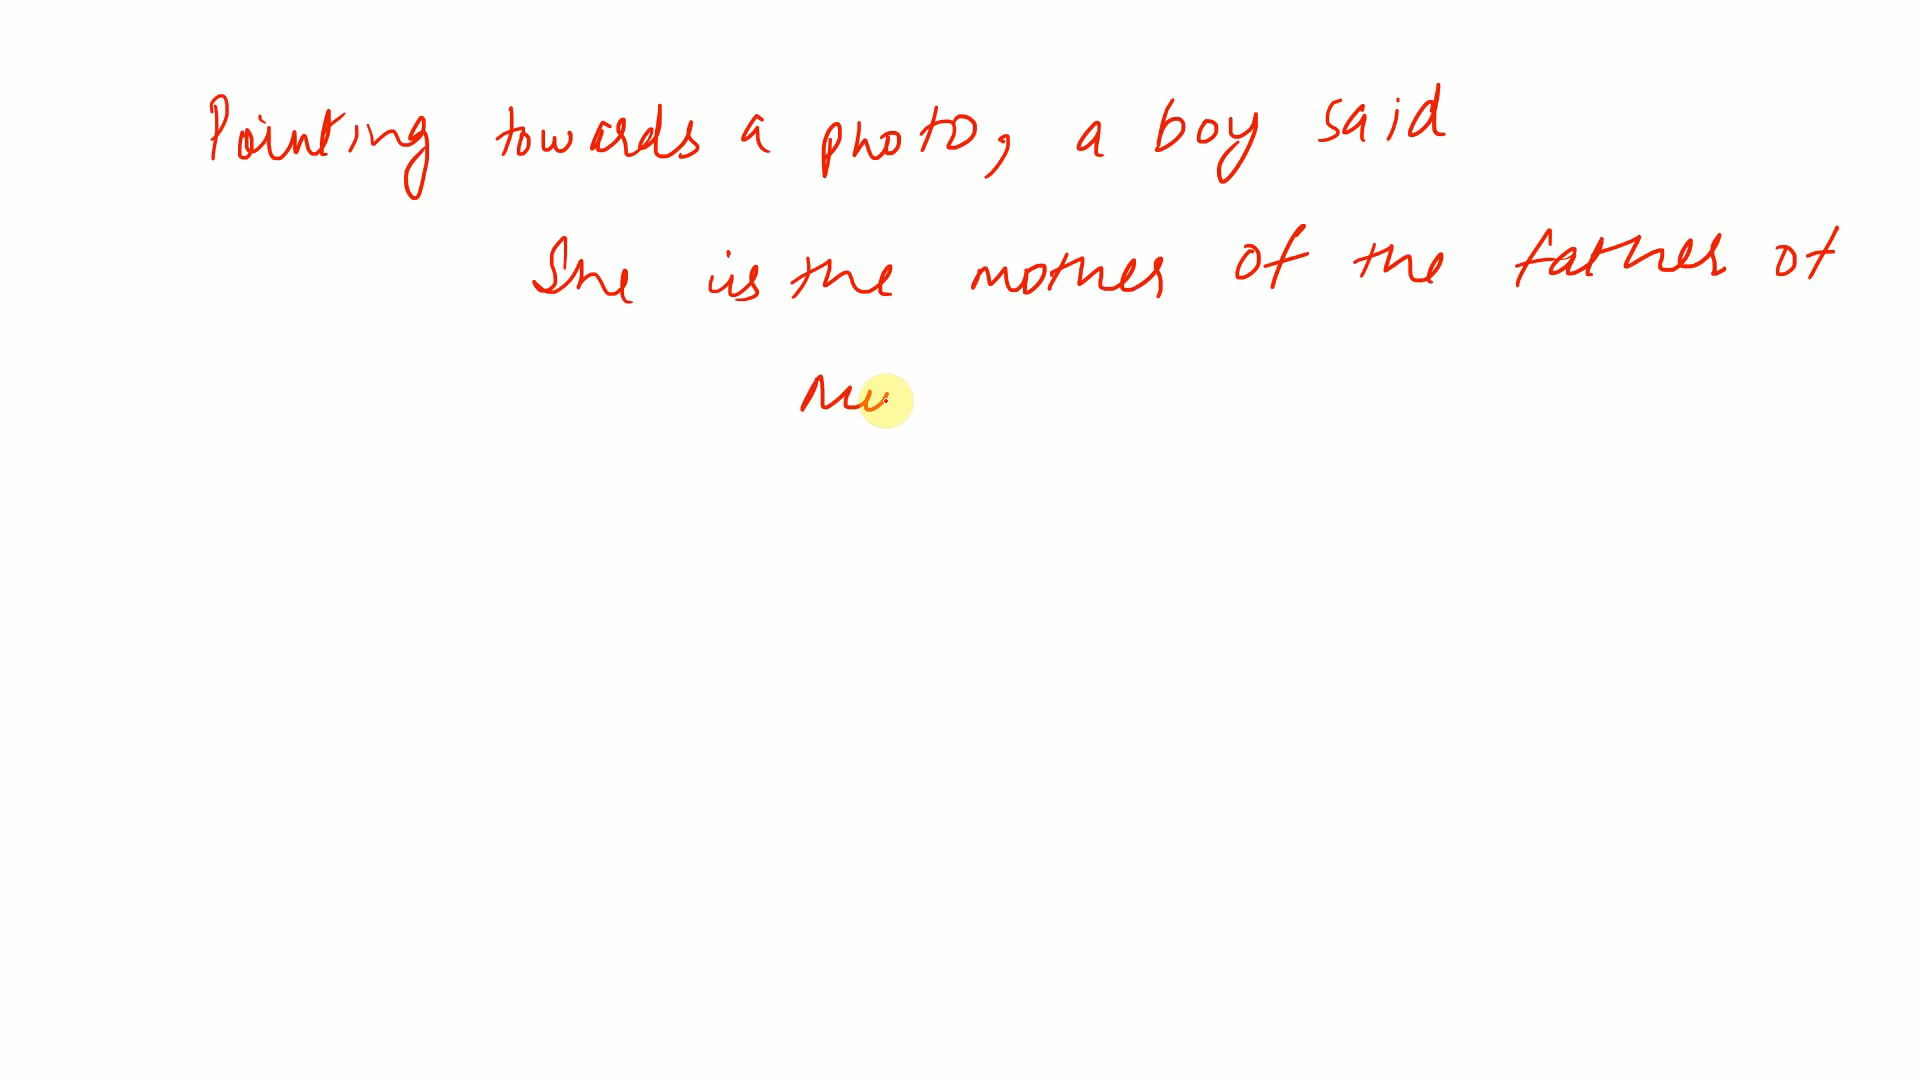 Pointing towards a photo, a boy said
She is the mother of the father of